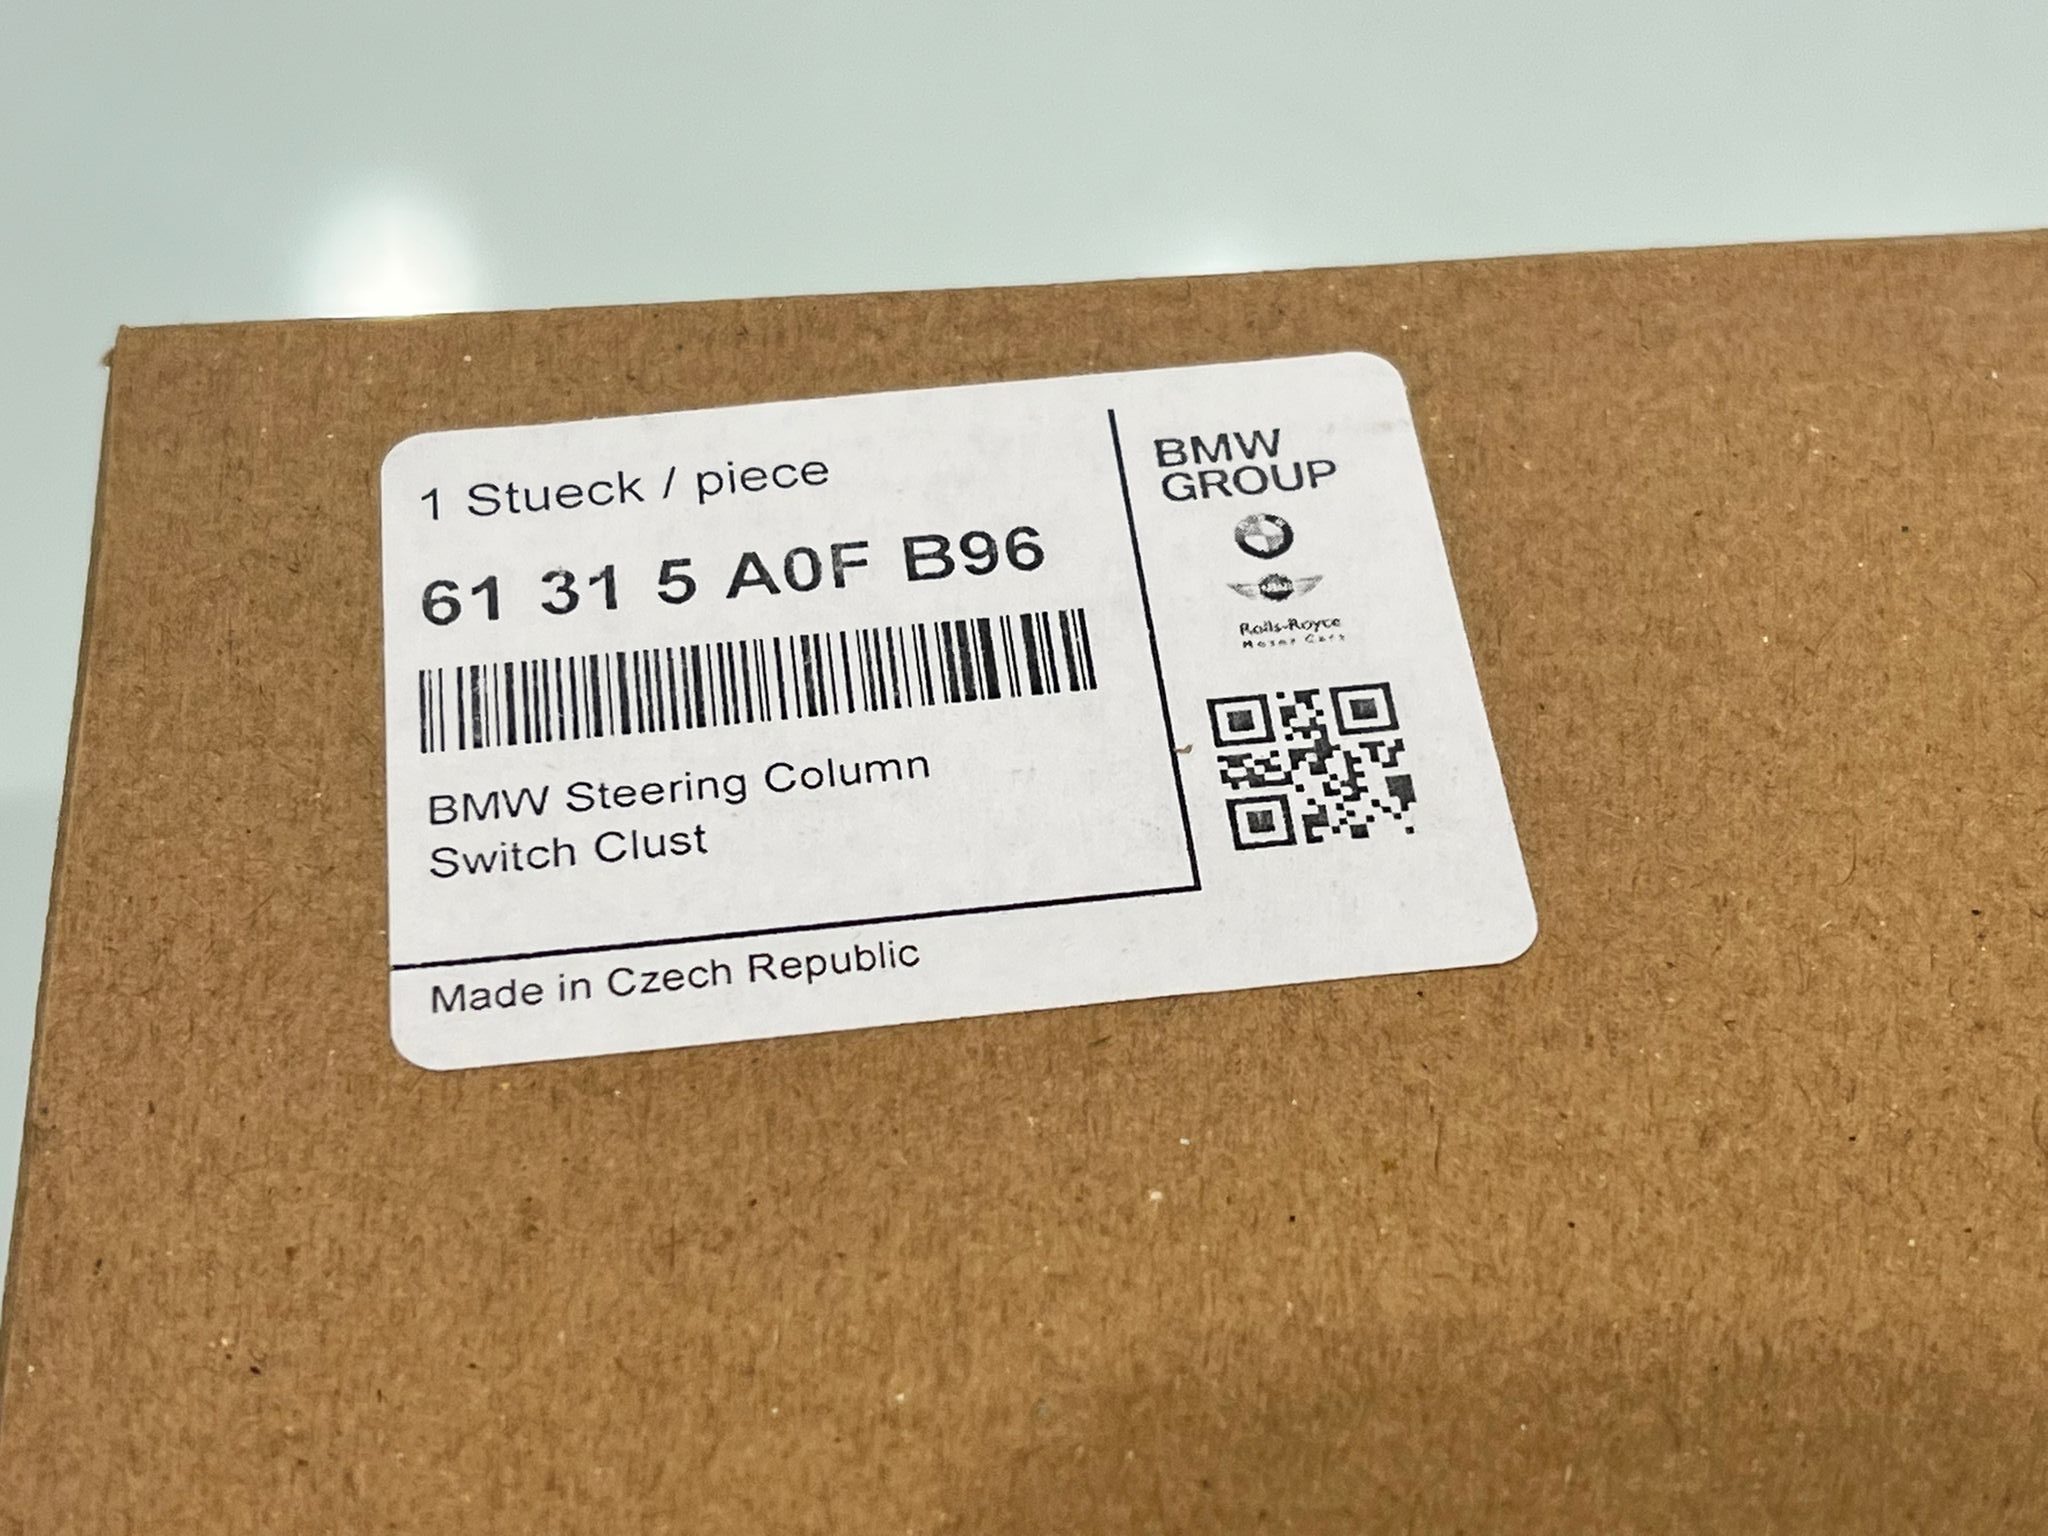 1 Stueck / piece
61 31 5 A0F B96
BMW Steering Column
Switch Clust
Made in Czech Republic
BMW
GROUP
Rolls-Royce
Motor Cars